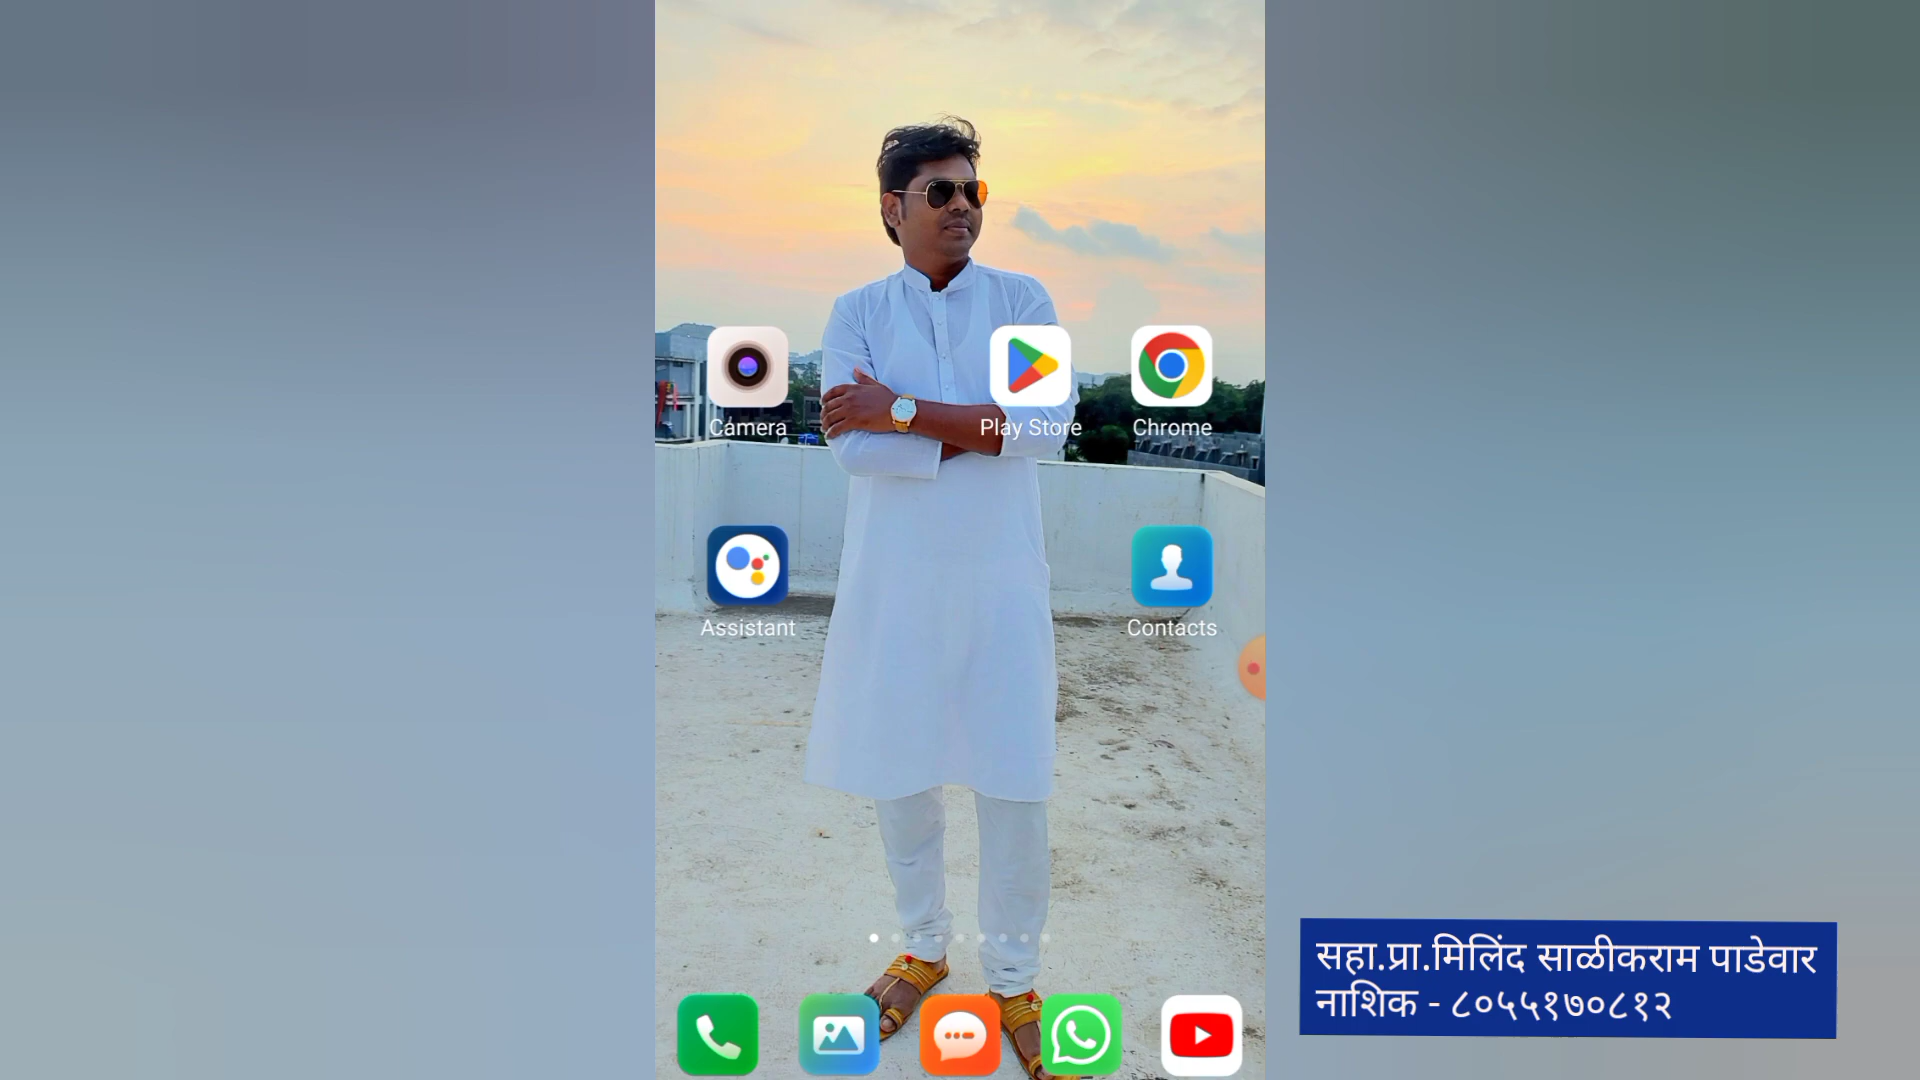 Camera
Play Store
Chrome
Assistant
Contacts
सहा.प्रा.मिलिंद साळीकराम पाडेवार
नाशिक - ८०५५१७०८१२